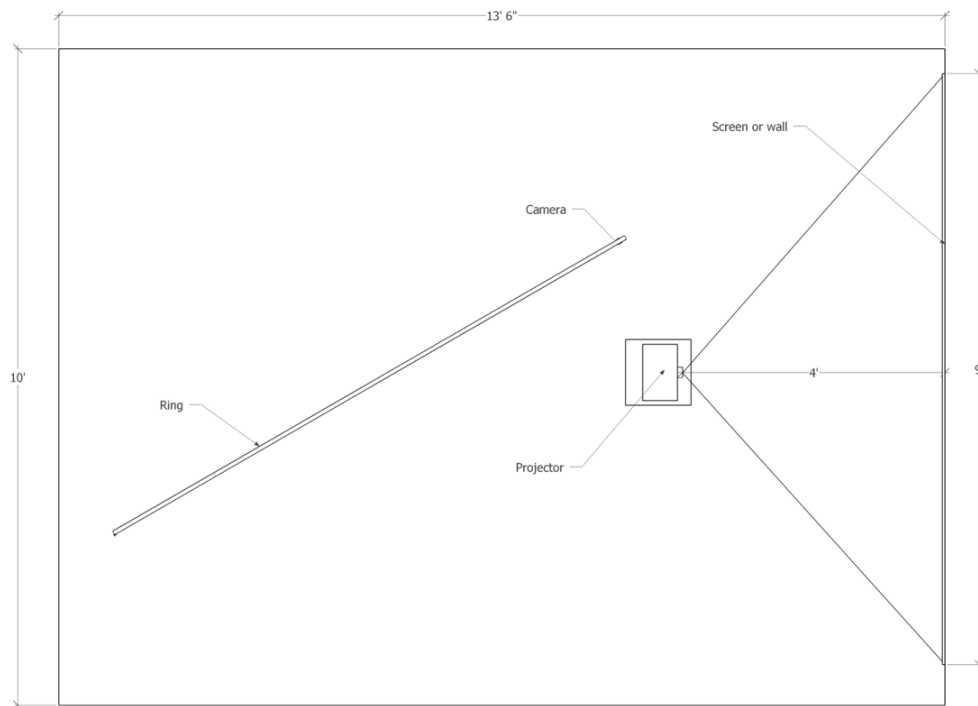 13' 6"
Screen or wall
Camera
10'
4'
Ring
Projector